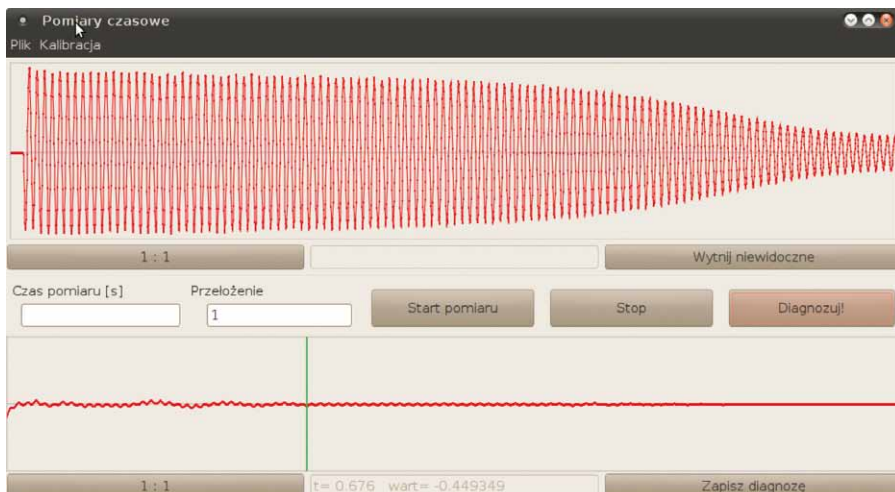 Pomiary czasowe
Plik Kalibracja
1 : 1
Wytnij niewidoczne
Czas pomiaru [s]
Przełożenie
1
Start pomiaru
Stop
Diagnozuj!
1 : 1
t= 0.676 wart= -0.449349
Zapisz diagnozę